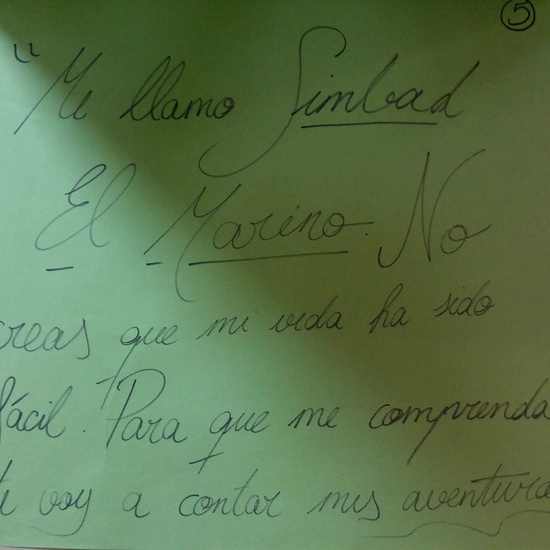 5
"Me llamo Simbad
El Marino. No
creas que mi vida ha sido
fácil. Para que me comprenda
te voy a contar mis aventura